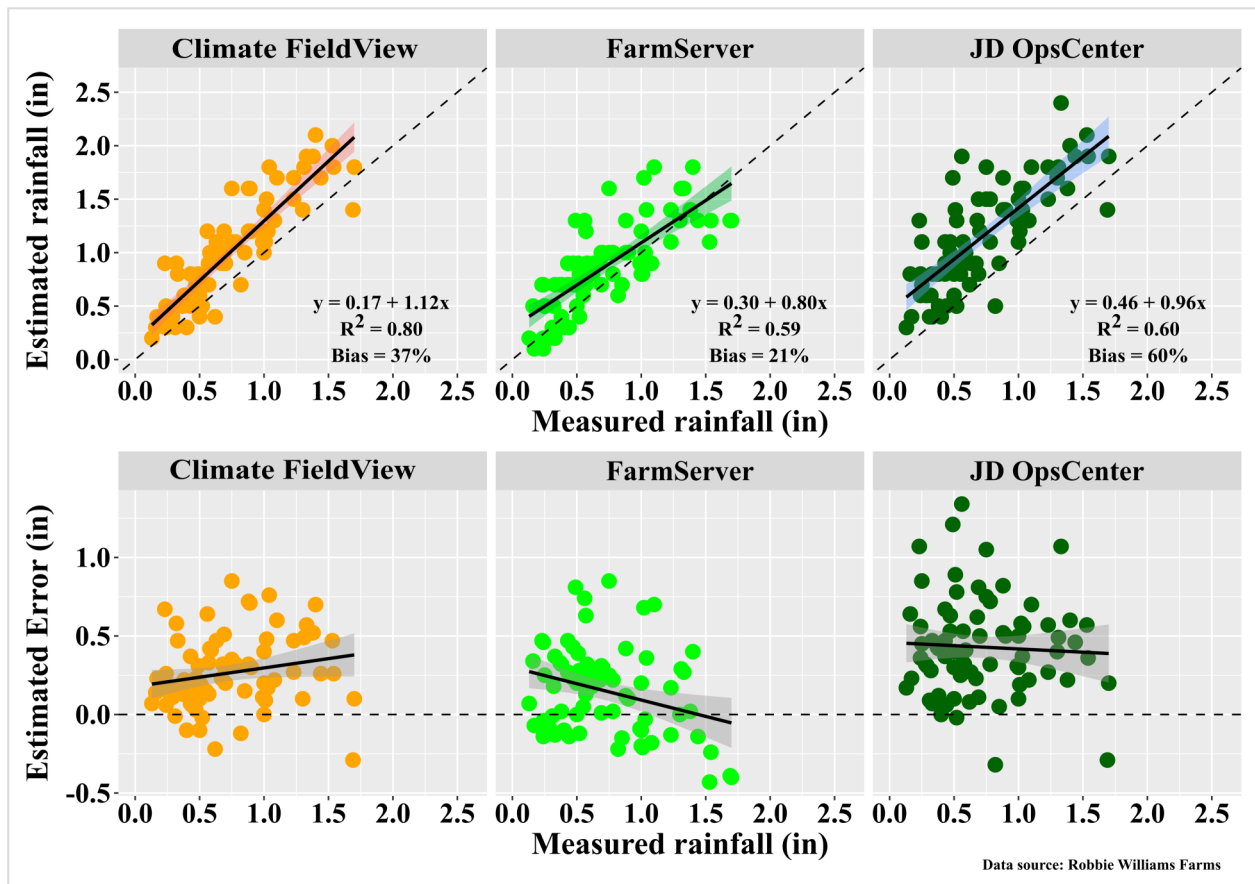 Climate FieldView FarmServer JD OpsCenter
Estimated rainfall (in)
2.5
2.0
1.5
1.0
0.5
0.0
y = 0.17 + 1.12x
R² = 0.80
Bias = 37%
y = 0.30 + 0.80x
R² = 0.59
Bias = 21%
y = 0.46 + 0.96x
R² = 0.60
Bias = 60%
0.0 0.5 1.0 1.5 2.0 2.5 0.0 0.5 1.0 1.5 2.0 2.5 0.0 0.5 1.0 1.5 2.0 2.5
Measured rainfall (in)
Climate FieldView FarmServer JD OpsCenter
Estimated Error (in)
1.0
0.5
0.0
-0.5
0.0 0.5 1.0 1.5 2.0 2.5 0.0 0.5 1.0 1.5 2.0 2.5 0.0 0.5 1.0 1.5 2.0 2.5
Measured rainfall (in)
Data source: Robbie Williams Farms